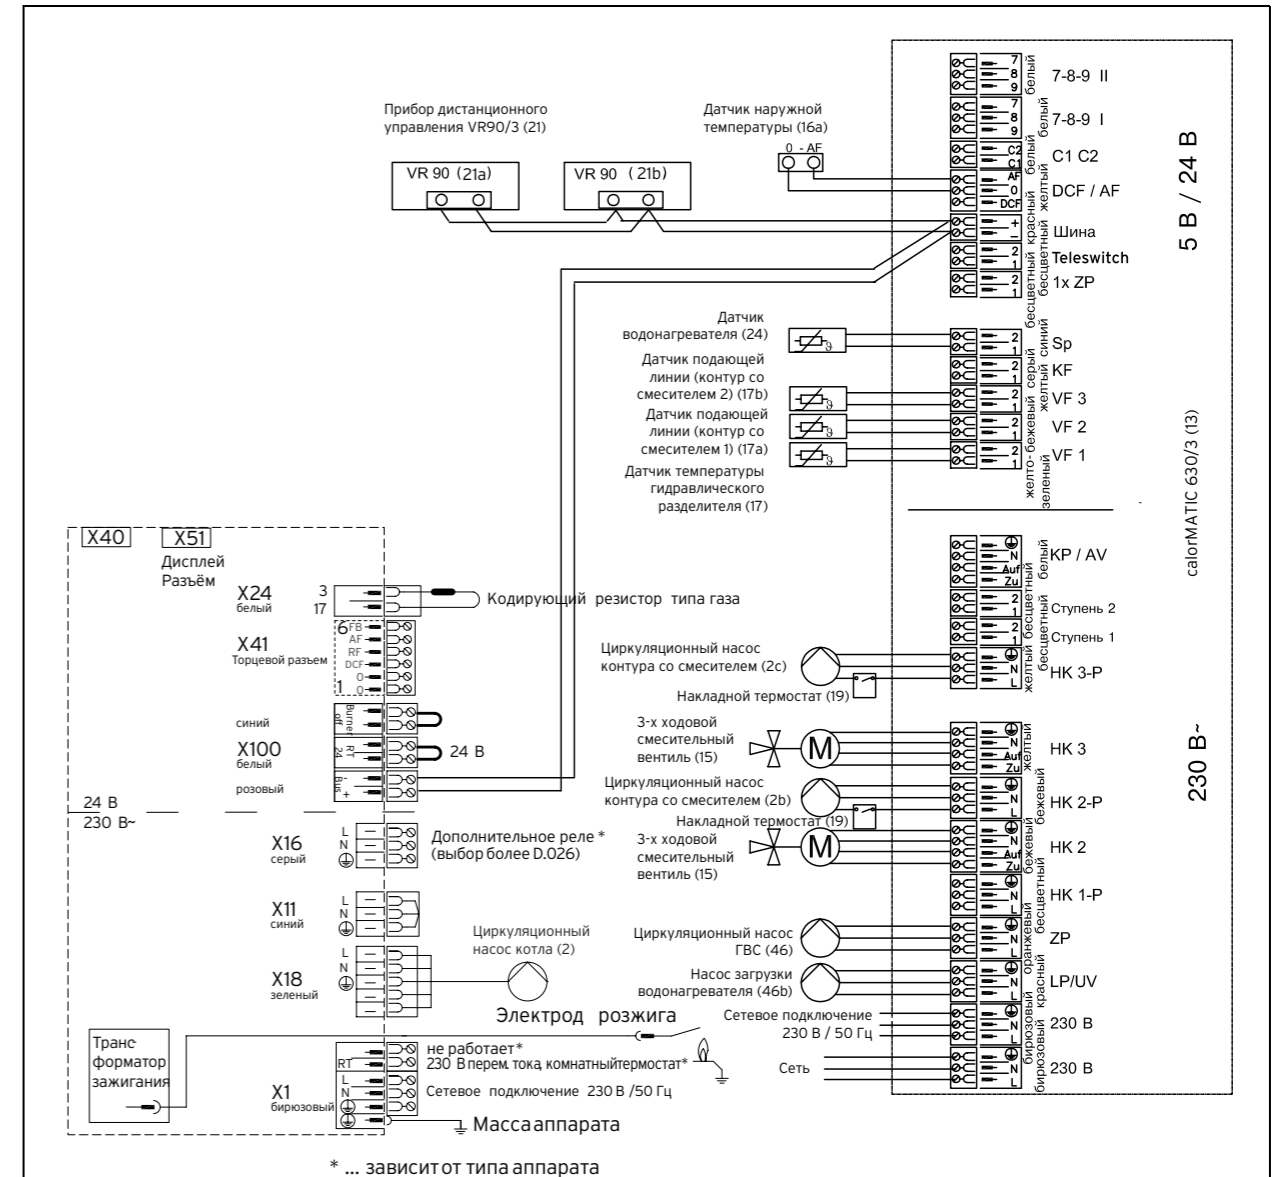 Прибор дистанционного
управления VR90/3 (21)
Датчик наружной
температуры (16а)
0 - AF
VR 90 (21a)
VR 90 ( 21b)
7
8
9
белый
7-8-9 II
7
8
9
белый
7-8-9 I
C2
C1
белый
C1 C2
AF
0
DCF
желтый
DCF / AF
+
–
красный
Шина
2
1
бесцветный
Teleswitch
2
1
бесцветный
1x ZP
5 В / 24 В
Датчик
водонагревателя (24)
ϑ
2
1
синий
Sp
2
1
серый
KF
Датчик подающей
линии (контур со
смесителем 2) (17b)
ϑ
2
1
желтый
VF 3
Датчик подающей
линии (контур со
смесителем 1) (17a)
ϑ
2
1
бежевый
VF 2
Датчик температуры
гидравлического
разделителя (17)
ϑ
2
1
желто-
зеленый
VF 1
calorMATIC 630/3 (13)
N
Auf
Zu
белый
KP / AV
2
1
бесцветный
Ступень 2
2
1
бесцветный
Ступень 1
Циркуляционный насос
контура со смесителем (2c)
Накладной термостат (19)
N
L
желтый
HK 3-P
3-х ходовой
смесительный
вентиль (15)
M
N
Auf
Zu
желтый
HK 3
230 В~
Циркуляционный насос
контура со смесителем (2b)
Накладной термостат (19)
N
L
бежевый
HK 2-P
3-х ходовой
смесительный
вентиль (15)
M
N
Auf
Zu
бежевый
HK 2
N
L
бесцветный
HK 1-P
Циркуляционный насос
ГВС (46)
N
L
оранжевый
ZP
Насос загрузки
водонагревателя (46b)
N
L
красный
LP/UV
Сетевое подключение
230 В / 50 Гц
N
L
бирюзовый
230 В
Сеть
N
L
бирюзовый
230 В
X40
X51
Дисплей
Разъём
X24
белый
3
17
Кодирующий резистор типа газа
X41
Торцевой разъем
6
FB
AF
RF
DCF
0
1
0
синий
Burner
off
X100
белый
RT
24
24 В
розовый
Bus
-
+
24 В
230 В~
X16
серый
L
N
Дополнительное реле *
(выбор более D.026)
X11
синий
L
N
X18
зеленый
L
N
Циркуляционный
насос котла (2)
Электрод розжига
Транс-
форматор
зажигания
X1
бирюзовый
RT
L
N
не работает*
230 В перем. тока, комнатныйтермостат*
Сетевое подключение 230 В /50 Гц
Масса аппарата
* ... зависит от типа аппарата